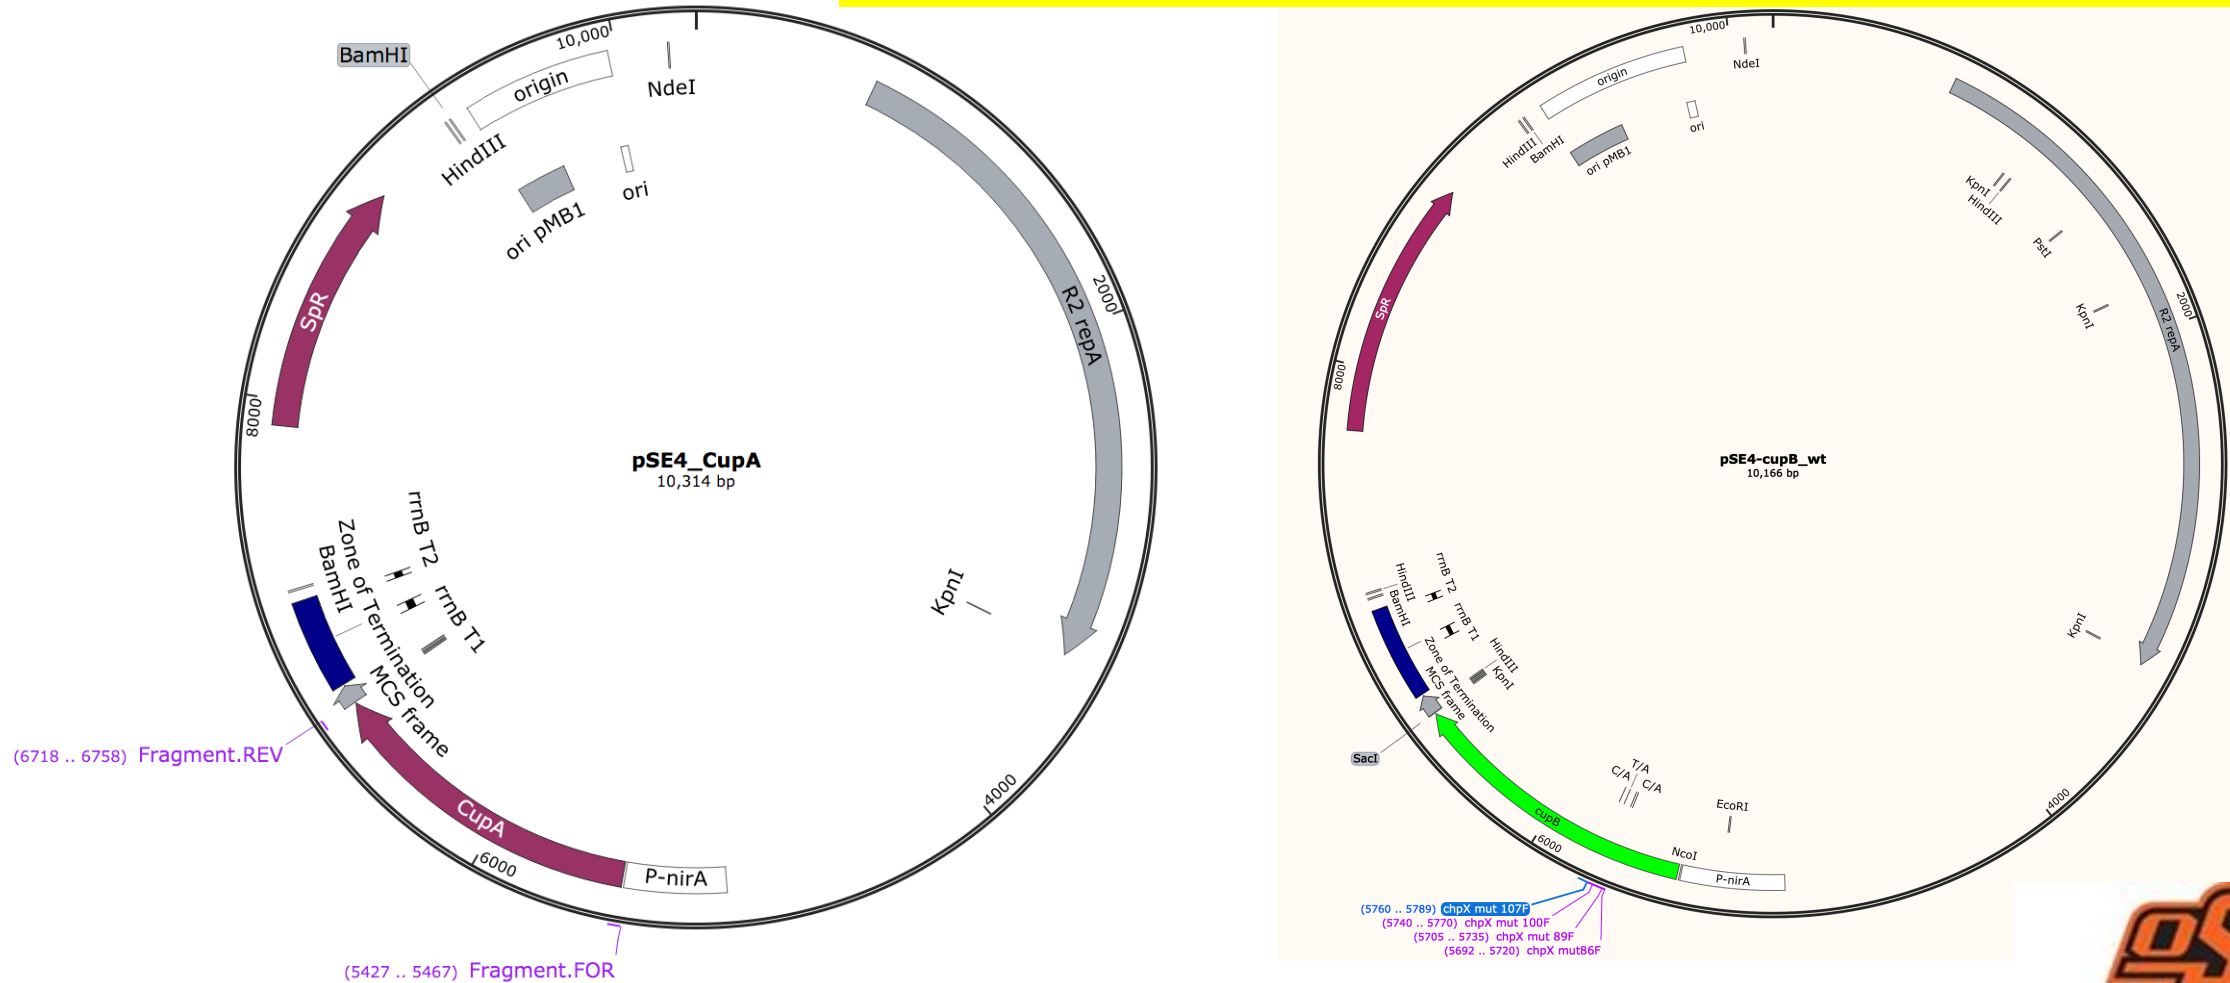 10,000
BamHI
origin
NdeI
HindIII
ori
ori pMB1
SpR
R2 repA
2000
8000
pSE4_CupA
10,314 bp
rrnB T2
Zone of Termination
BamHI
rrnB T1
KpnI
MCS frame
(6718 .. 6758) Fragment.REV
CupA
4000
6000
P-nirA
(5427 .. 5467) Fragment.FOR
10,000
origin
NdeI
ori
HindIII
BamHI
ori pMB1
KpnI
HindIII
PstI
KpnI
SpR
R2 repA
2000
8000
pSE4-cupB_wt
10,166 bp
HindIII
rrnB T2
BamHI
rrnB T1
Zone of Termination
HindIII
KpnI
MCS frame
KpnI
SacI
T/A
C/A
C/A
EcoRI
4000
cupB
6000
NcoI
P-nirA
(5760 .. 5789) chpX mut 107F
(5740 .. 5770) chpX mut 100F
(5705 .. 5735) chpX mut 89F
(5692 .. 5720) chpX mut86F